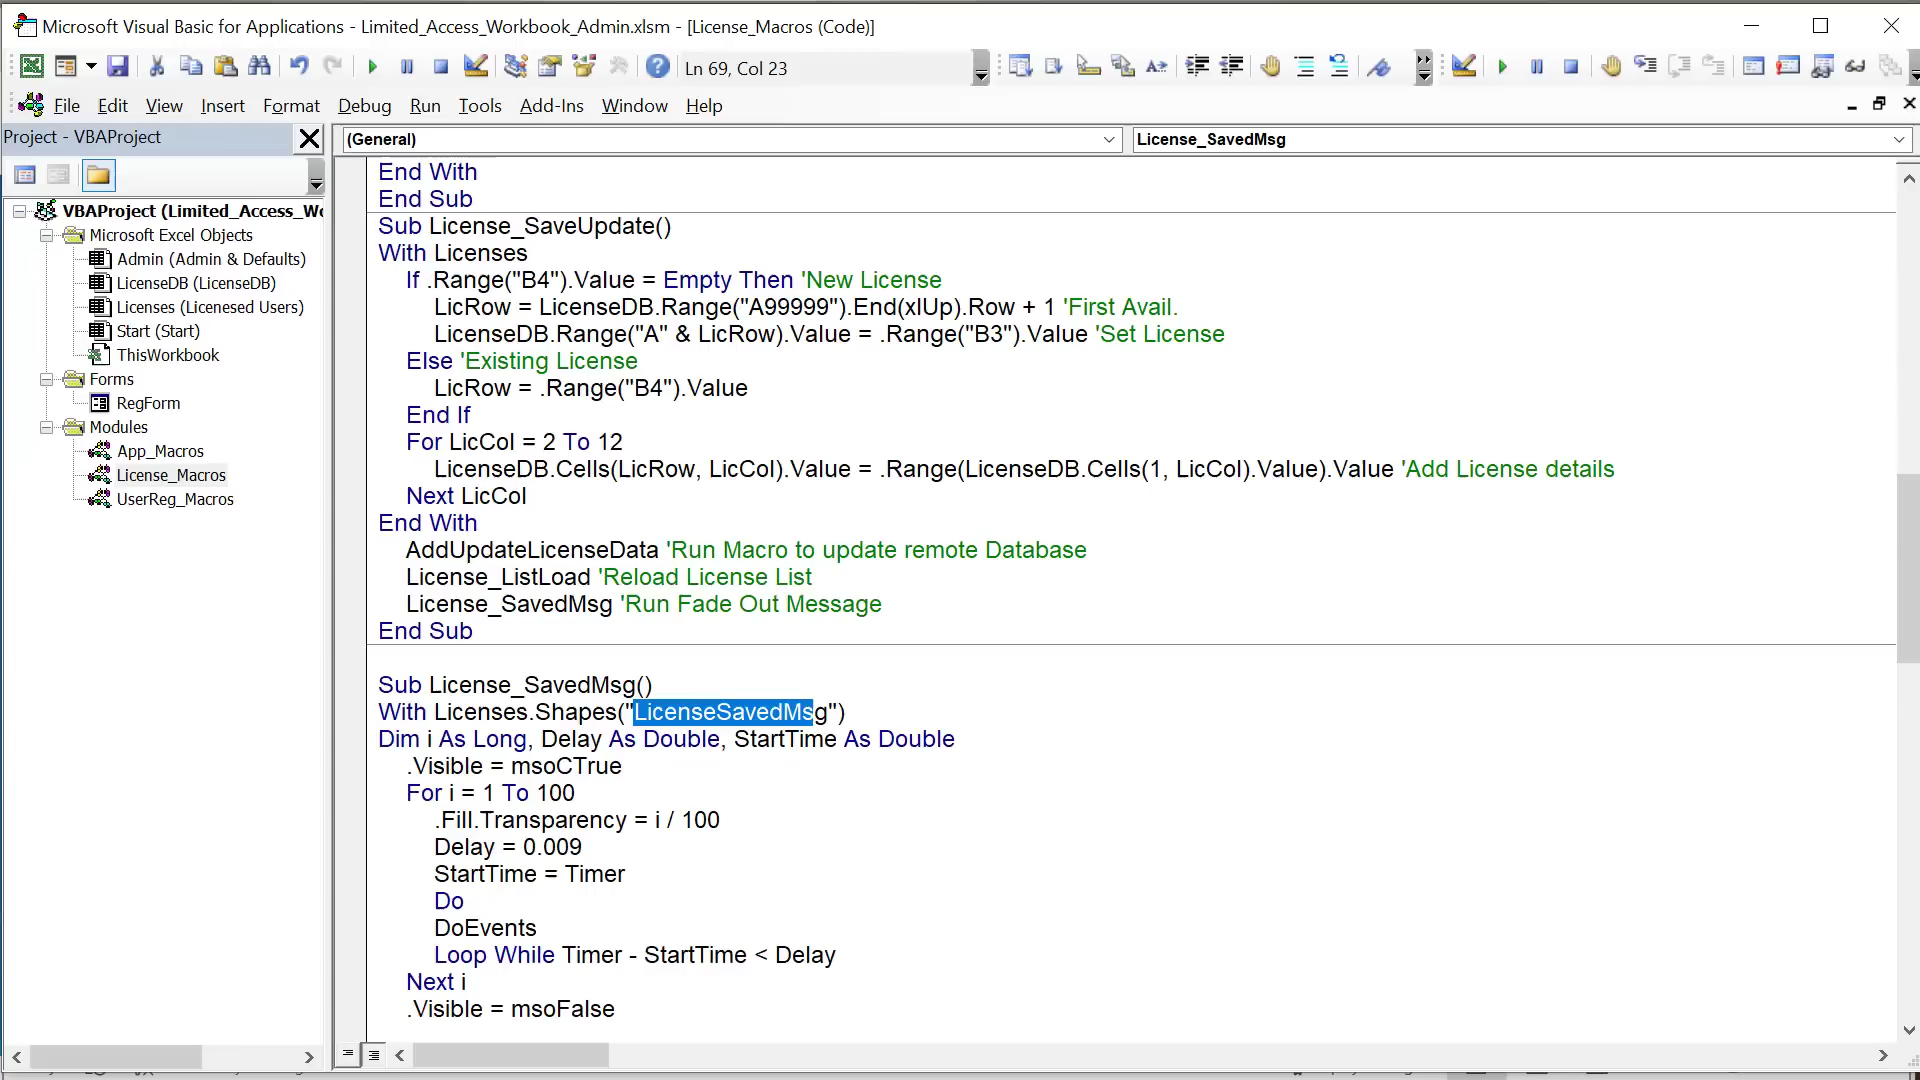 Microsoft Visual Basic for Applications - Limited_Access_Workbook_Admin.xlsm - [License_Macros (Code)]
Ln 69, Col 23
File Edit View Insert Format Debug Run Tools Add-Ins Window Help
Project - VBAProject
(General)
License_SavedMsg
VBAProject (Limited_Access_Wo
Microsoft Excel Objects
Admin (Admin & Defaults)
LicenseDB (LicenseDB)
Licenses (Licenesed Users)
Start (Start)
ThisWorkbook
Forms
RegForm
Modules
App_Macros
License_Macros
UserReg_Macros
End With
End Sub
Sub License_SaveUpdate()
With Licenses
If .Range("B4").Value = Empty Then 'New License
LicRow = LicenseDB.Range("A99999").End(xlUp).Row + 1 'First Avail.
LicenseDB.Range("A" & LicRow).Value = .Range("B3").Value 'Set License
Else 'Existing License
LicRow = .Range("B4").Value
End If
For LicCol = 2 To 12
LicenseDB.Cells(LicRow, LicCol).Value = .Range(LicenseDB.Cells(1, LicCol).Value).Value 'Add License details
Next LicCol
End With
AddUpdateLicenseData 'Run Macro to update remote Database
License_ListLoad 'Reload License List
License_SavedMsg 'Run Fade Out Message
End Sub
Sub License_SavedMsg()
With Licenses.Shapes("LicenseSavedMsg")
Dim i As Long, Delay As Double, StartTime As Double
.Visible = msoCTrue
For i = 1 To 100
.Fill.Transparency = i / 100
Delay = 0.009
StartTime = Timer
Do
DoEvents
Loop While Timer - StartTime < Delay
Next i
.Visible = msoFalse